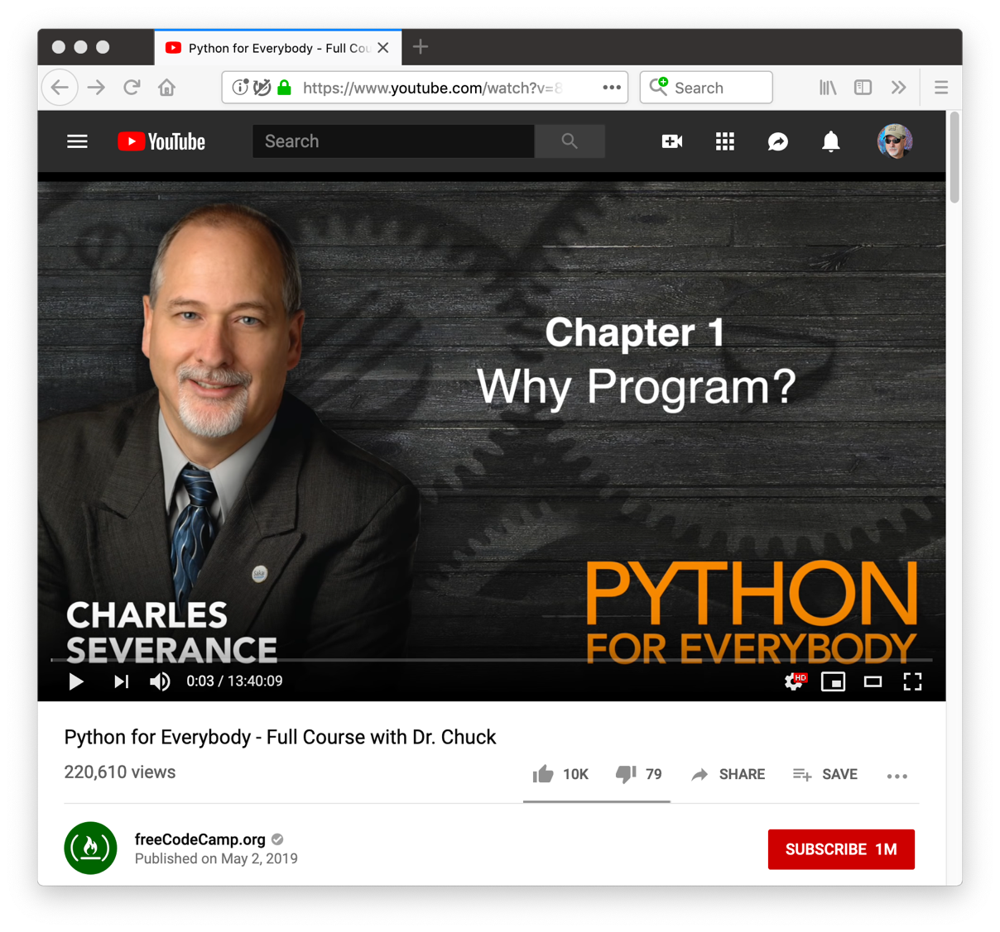 Python for Everybody - Full Cou
https://www.youtube.com/watch?v=8
Search
YouTube
Search
Chapter 1
Why Program?
CHARLES
SEVERANCE
PYTHON
FOR EVERYBODY
0:03 / 13:40:09
HD
Python for Everybody - Full Course with Dr. Chuck
220,610 views
10K
79
SHARE
SAVE
freeCodeCamp.org
Published on May 2, 2019
SUBSCRIBE 1M